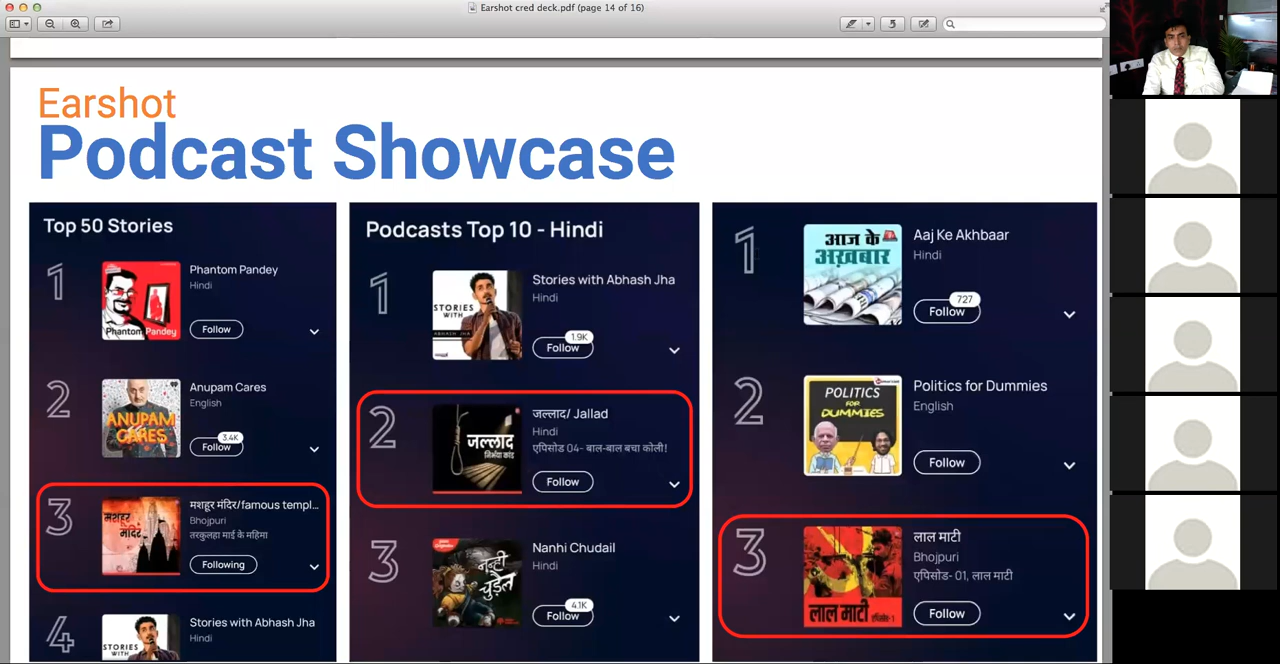 Earshot cred deck.pdf (page 14 of 16)
Earshot
Podcast Showcase
Top 50 Stories
1
Phantom Pandey
Phantom Pandey
Hindi
Follow
2
ANUPAM
CARES
Anupam Cares
English
3.4K
Follow
3
मशहूर
मंदिर
मशहूर मंदिर/famous templ...
Bhojpuri
तरकुलहा माई के महिमा
Following
4
STORIES
Stories with Abhash Jha
Hindi
Podcasts Top 10 - Hindi
1
STORIES
WITH
ABHASH JHA
Stories with Abhash Jha
Hindi
1.9K
Follow
2
जल्लाद
निर्भया कांड
जल्लाद/ Jallad
Hindi
एपिसोड 04- बाल-बाल बचा कोली!
Follow
3
नन्ही
चुड़ैल
Nanhi Chudail
Hindi
4.1K
Follow
1
आज के
अख़बार
Aaj Ke Akhbaar
Hindi
727
Follow
2
POLITICS
FOR
DUMMIES
Politics for Dummies
English
Follow
3
लाल माटी
लाल माटी
Bhojpuri
एपिसोड- 01, लाल माटी
Follow